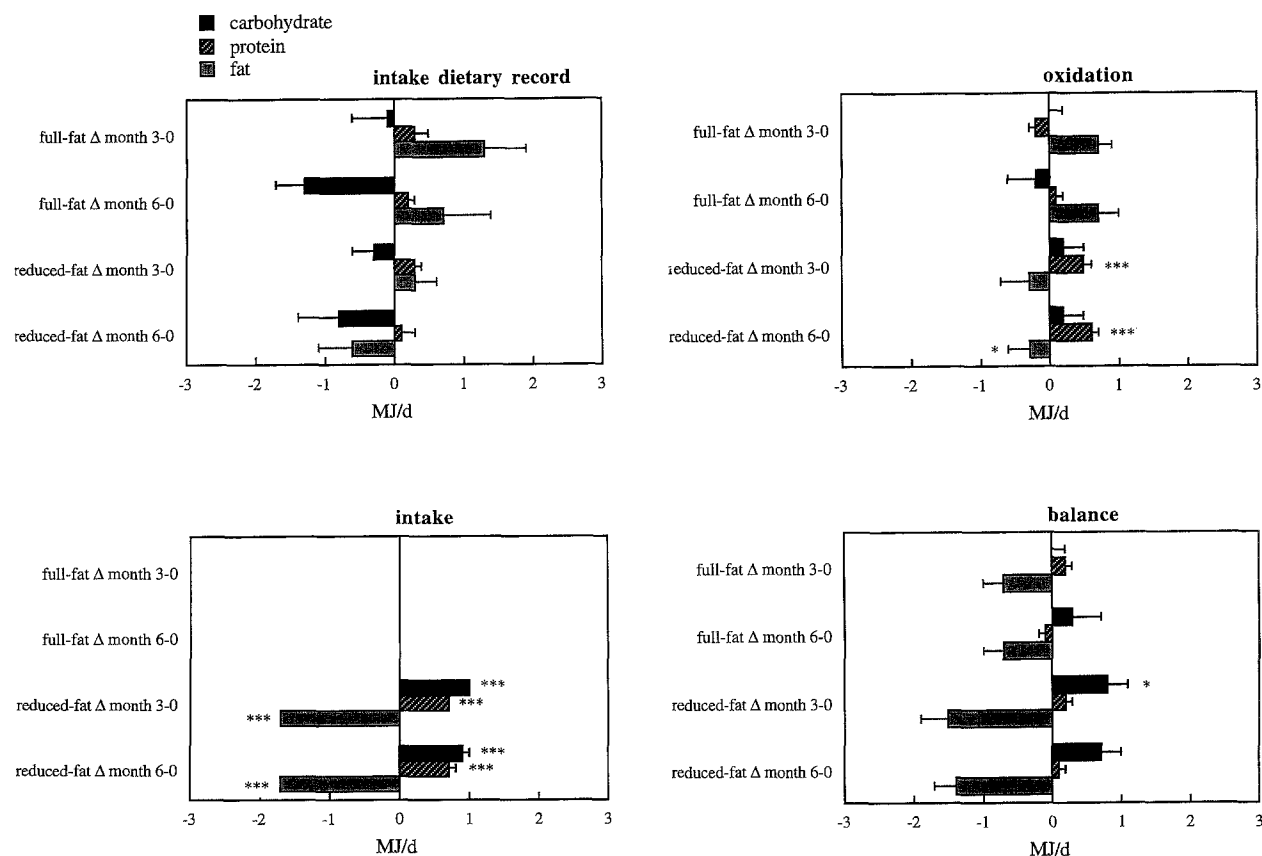 carbohydrate
protein
fat
intake dietary record
full-fat Δ month 3-0
full-fat Δ month 6-0
reduced-fat Δ month 3-0
reduced-fat Δ month 6-0
-3 -2 -1 0 1 2 3
MJ/d
oxidation
full-fat Δ month 3-0
full-fat Δ month 6-0
reduced-fat Δ month 3-0
***
reduced-fat Δ month 6-0
***
*
-3 -2 -1 0 1 2 3
MJ/d
intake
full-fat Δ month 3-0
full-fat Δ month 6-0
***
reduced-fat Δ month 3-0
***
***
***
reduced-fat Δ month 6-0
***
***
-3 -2 -1 0 1 2 3
MJ/d
balance
full-fat Δ month 3-0
full-fat Δ month 6-0
*
reduced-fat Δ month 3-0
reduced-fat Δ month 6-0
-3 -2 -1 0 1 2 3
MJ/d